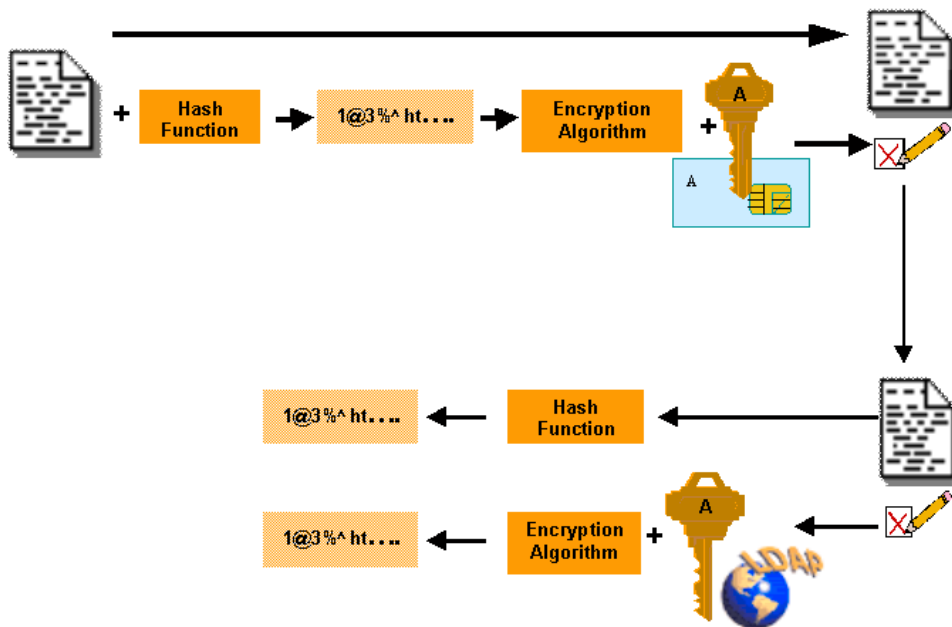 +
Hash
Function
1@3%^ ht.....
Encryption
Algorithm
+
A
A
1@3%^ ht.....
Hash
Function
1@3%^ ht.....
Encryption
Algorithm
+
A
LDAP